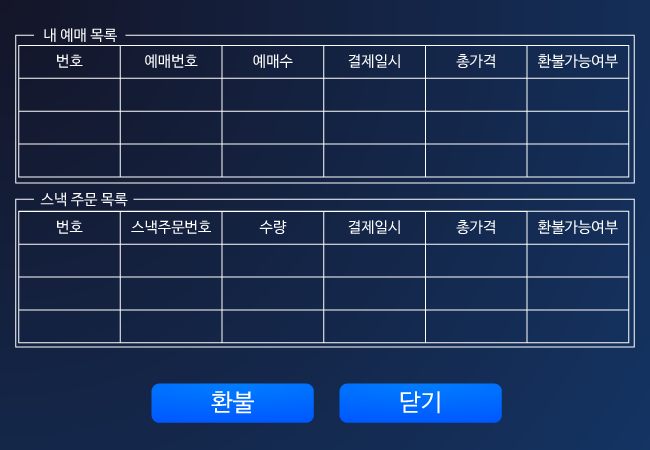 내 예매 목록
번호 예매번호 예매수 결제일시 총가격 환불가능여부
스낵 주문 목록
번호 스낵주문번호 수량 결제일시 총가격 환불가능여부
환불 닫기